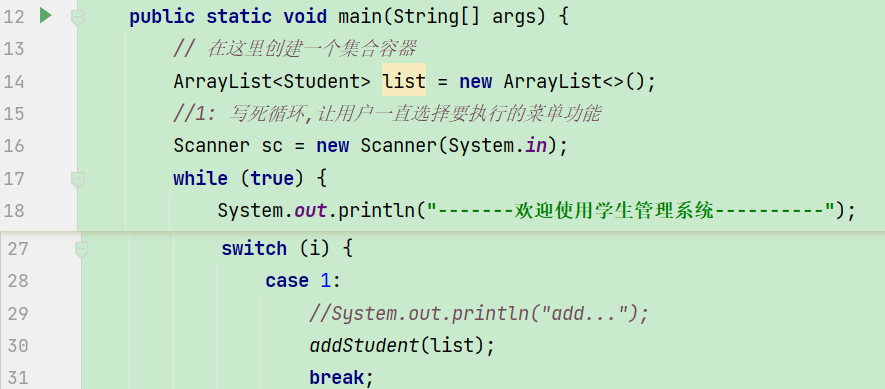 12 public static void main(String[] args) {
13 // 在这里创建一个集合容器
14 ArrayList<Student> list = new ArrayList<>();
15 //1: 写死循环,让用户一直选择要执行的菜单功能
16 Scanner sc = new Scanner(System.in);
17 while (true) {
18 System.out.println("-------欢迎使用学生管理系统----------");
27 switch (i) {
28 case 1:
29 //System.out.println("add...");
30 addStudent(list);
31 break;